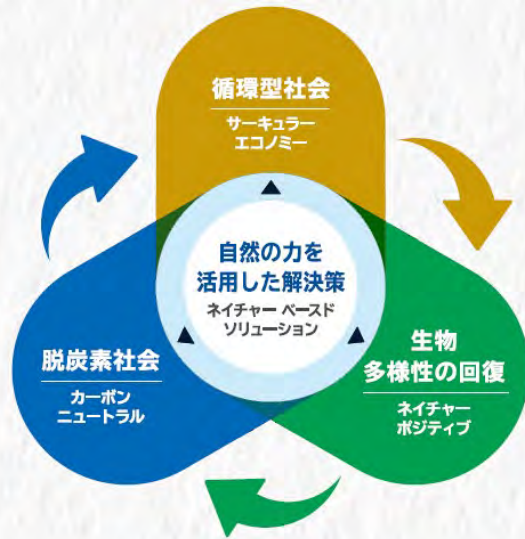 循環型社会
サーキュラー
エコノミー
自然の力を
活用した解決策
ネイチャー ベースド
ソリューション
脱炭素社会
カーボン
ニュートラル
生物
多様性の回復
ネイチャー
ポジティブ